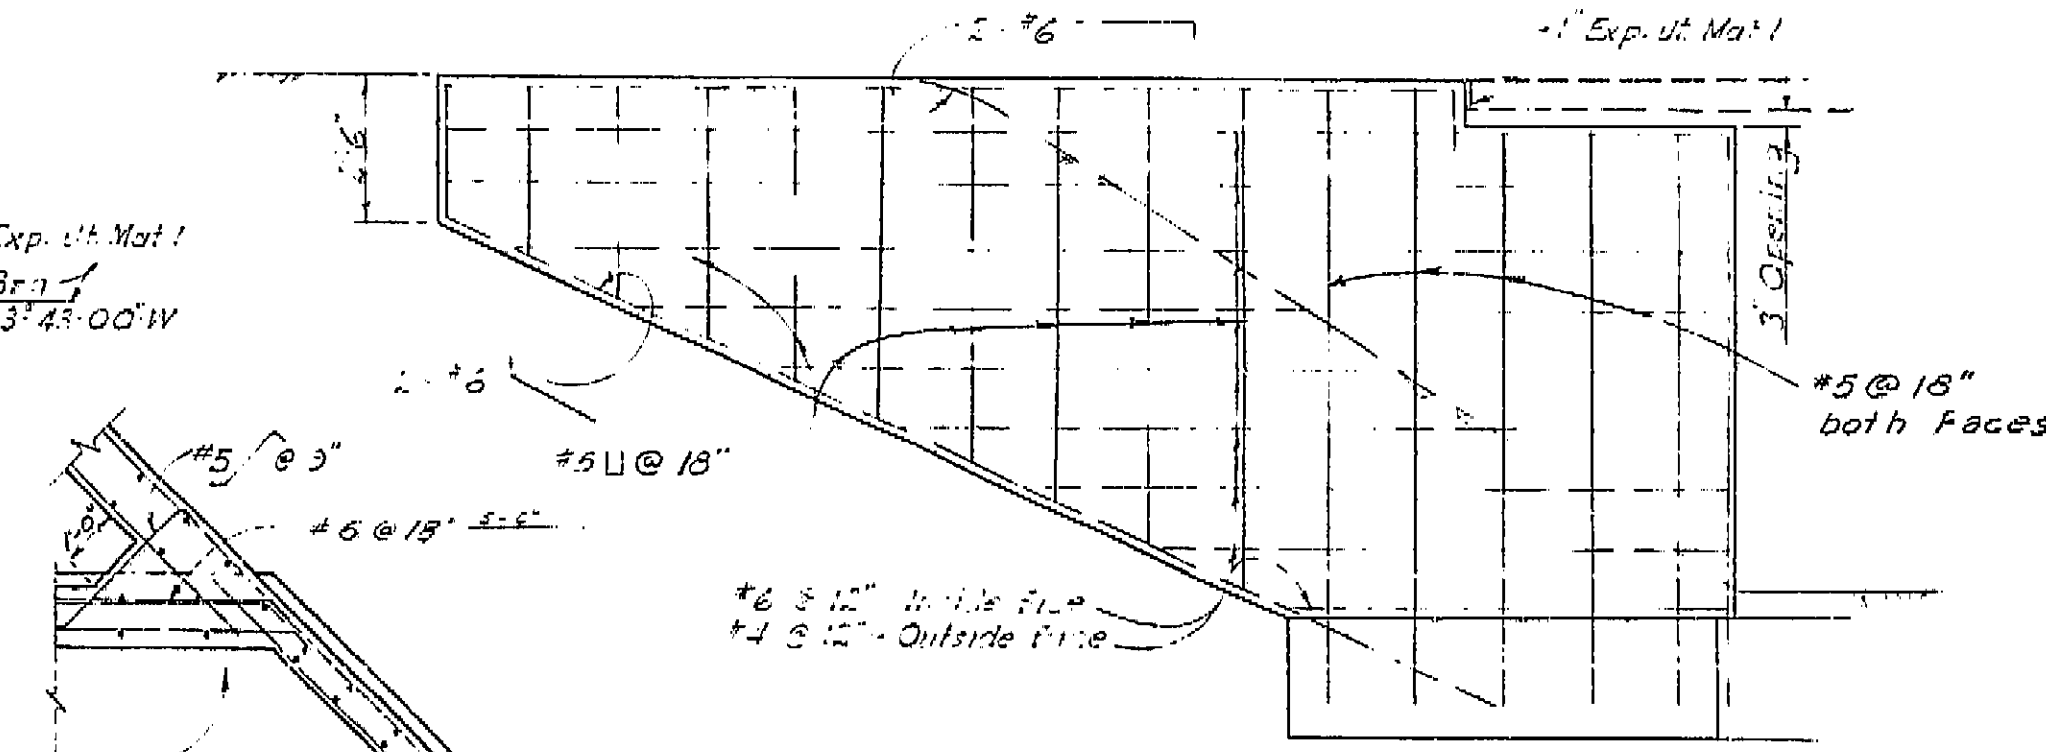 2 - #6
1" Exp. Jt. Mat'l
Exp. Jt. Mat'l
Brg
3° 43' 00" W
3" Opening
2 - #6
#5 @ 18"
both Faces
#5 @ 9"
#5 ⊔ @ 18"
#6 @ 18"
#6 @ 12" - Inside Face
#4 @ 12" - Outside Face